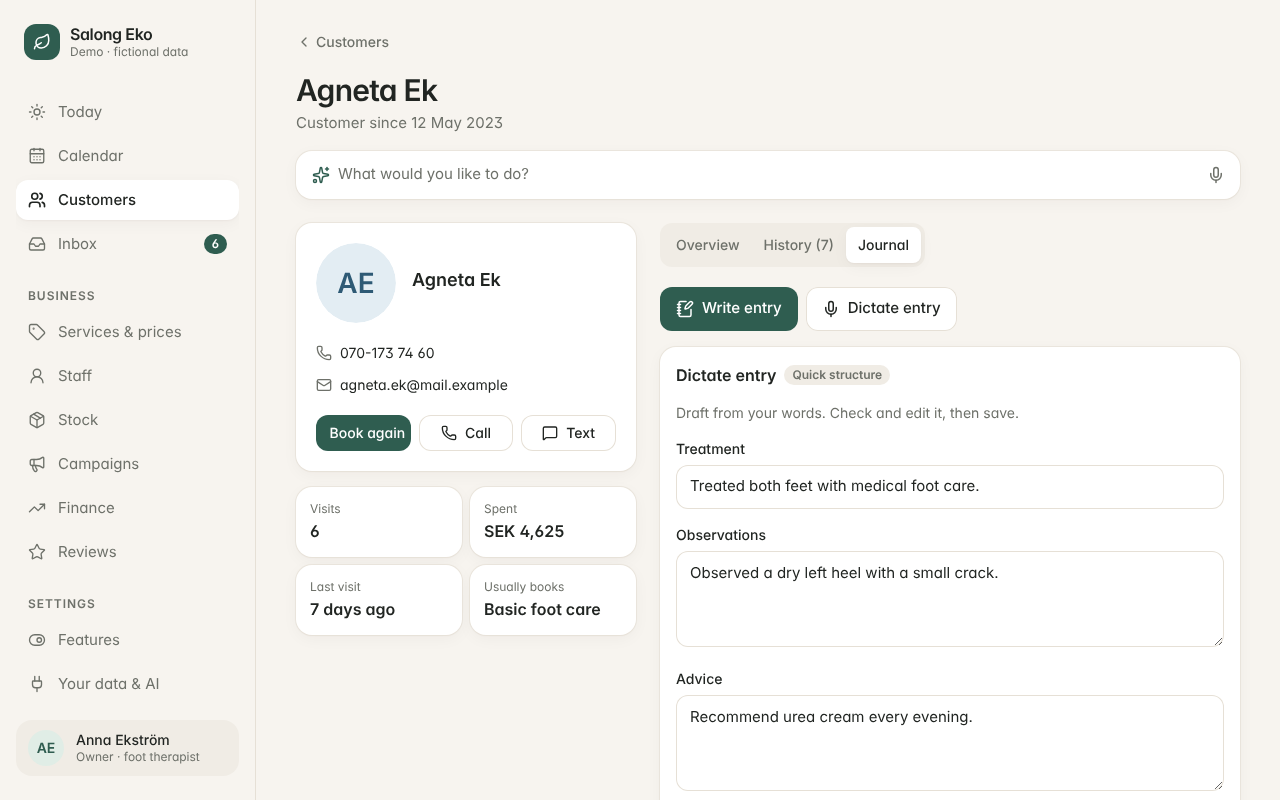 Salong Eko
Demo · fictional data
Today
Calendar
Customers
Inbox
6
BUSINESS
Services & prices
Staff
Stock
Campaigns
Finance
Reviews
SETTINGS
Features
Your data & AI
AE
Anna Ekström
Owner · foot therapist
Customers
Agneta Ek
Customer since 12 May 2023
What would you like to do?
AE
Agneta Ek
070-173 74 60
agneta.ek@mail.example
Book again
Call
Text
Visits
6
Spent
SEK 4,625
Last visit
7 days ago
Usually books
Basic foot care
Overview
History (7)
Journal
Write entry
Dictate entry
Dictate entry
Quick structure
Draft from your words. Check and edit it, then save.
Treatment
Treated both feet with medical foot care.
Observations
Observed a dry left heel with a small crack.
Advice
Recommend urea cream every evening.